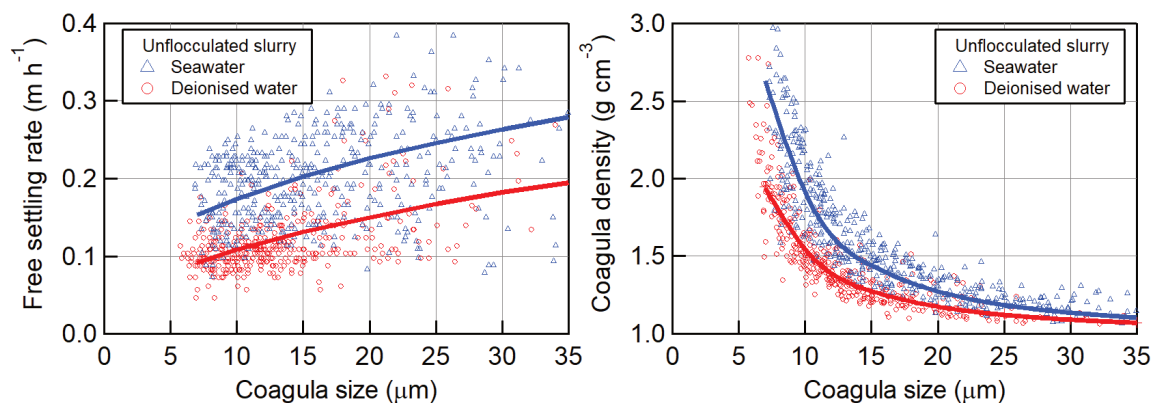 Free settling rate (m h⁻¹)
0.4
0.3
0.2
0.1
0.0
Unflocculated slurry
Seawater
Deionised water
0 5 10 15 20 25 30 35
Coagula size (μm)
Coagula density (g cm⁻³)
3.0
2.5
2.0
1.5
1.0
Unflocculated slurry
Seawater
Deionised water
0 5 10 15 20 25 30 35
Coagula size (μm)